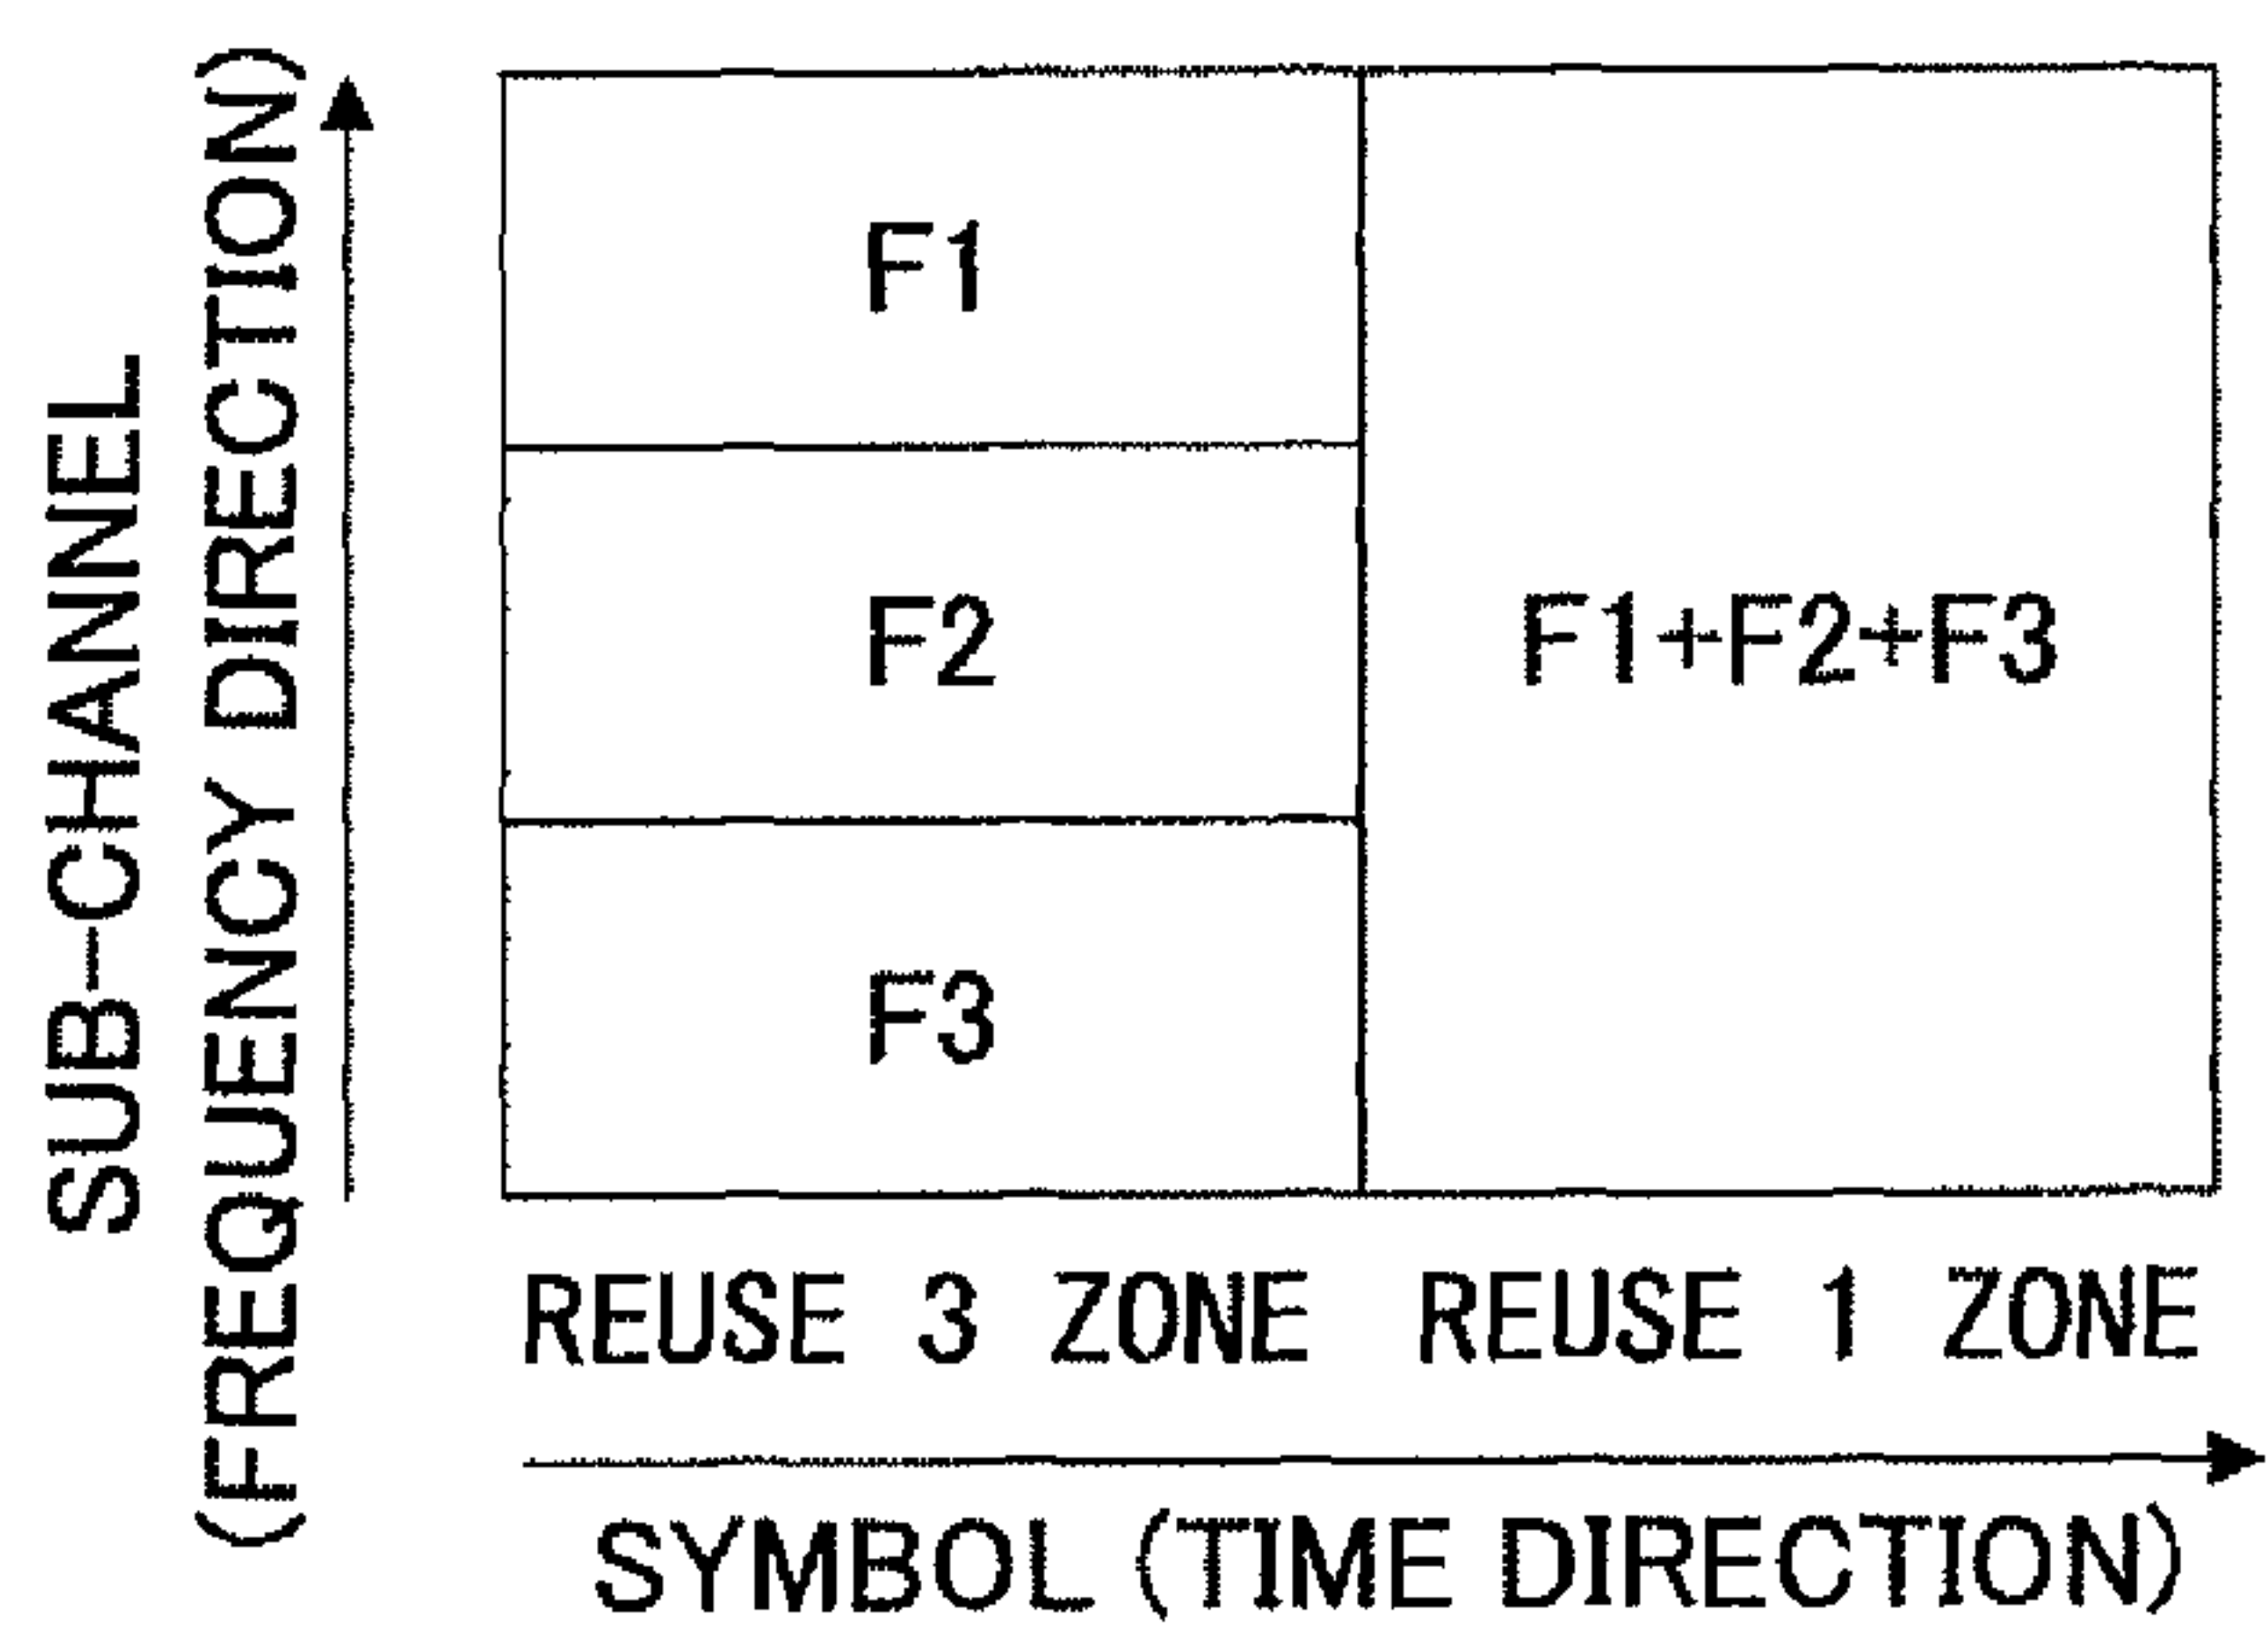 SUB-CHANNEL
(FREQUENCY DIRECTION)
F1
F2
F3
F1+F2+F3
REUSE 3 ZONE
REUSE 1 ZONE
SYMBOL (TIME DIRECTION)